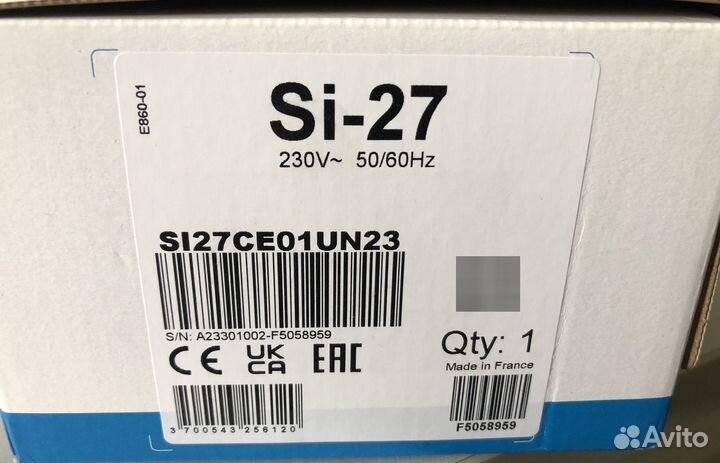 E860-01
Si-27
230V~ 50/60Hz
SI27CE01UN23
S/N: A23301002-F5058959
CE UK CA EAC
Qty: 1
Made in France
3 700543 256120
F5058959
Avito